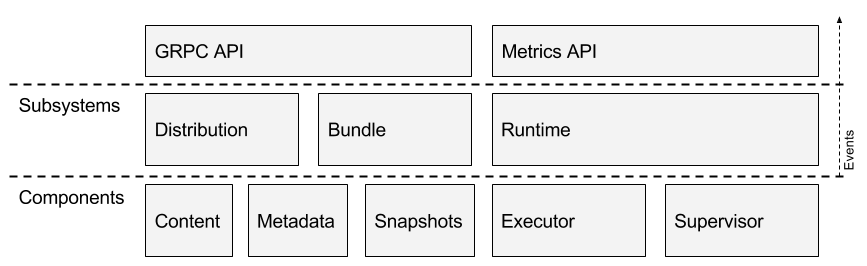 GRPC API
Metrics API
Subsystems
Distribution
Bundle
Runtime
Events
Components
Content
Metadata
Snapshots
Executor
Supervisor